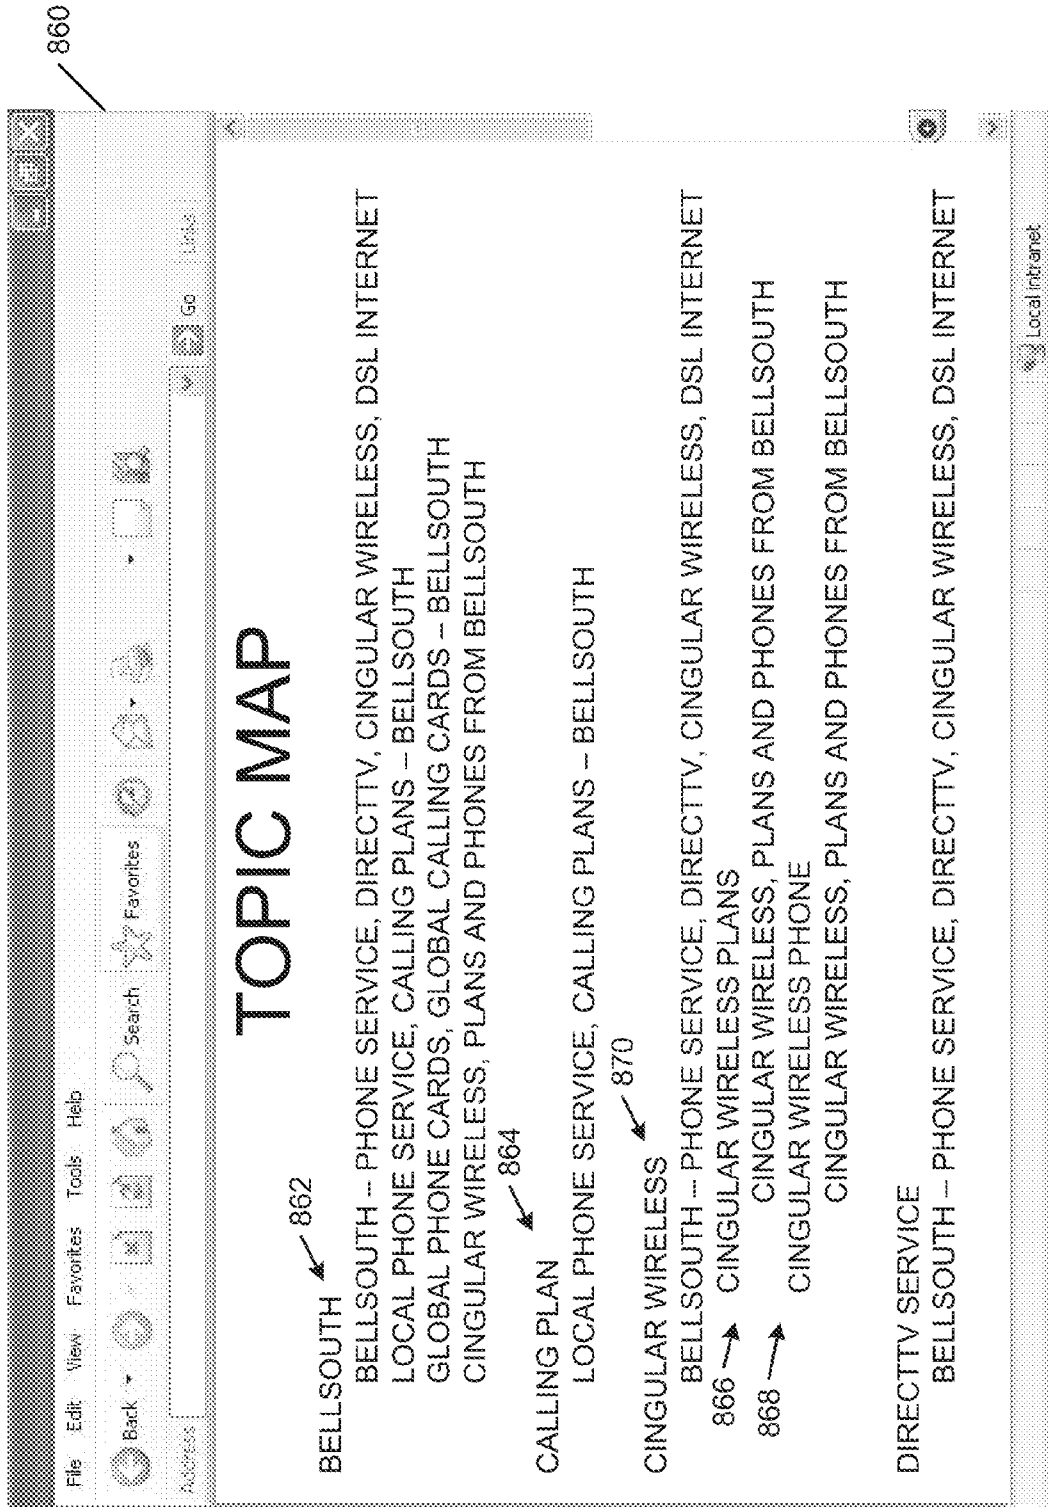 860
File Edit View Favorites Tools Help
Back Search Favorites
Address Go Links
TOPIC MAP
BELLSOUTH 862
BELLSOUTH – PHONE SERVICE, DIRECTTV, CINGULAR WIRELESS, DSL INTERNET
LOCAL PHONE SERVICE, CALLING PLANS – BELLSOUTH
GLOBAL PHONE CARDS, GLOBAL CALLING CARDS – BELLSOUTH
CINGULAR WIRELESS, PLANS AND PHONES FROM BELLSOUTH
CALLING PLAN 864
LOCAL PHONE SERVICE, CALLING PLANS – BELLSOUTH
CINGULAR WIRELESS 870
BELLSOUTH – PHONE SERVICE, DIRECTTV, CINGULAR WIRELESS, DSL INTERNET
866 CINGULAR WIRELESS PLANS
CINGULAR WIRELESS, PLANS AND PHONES FROM BELLSOUTH
868 CINGULAR WIRELESS PHONE
CINGULAR WIRELESS, PLANS AND PHONES FROM BELLSOUTH
DIRECTTV SERVICE
BELLSOUTH – PHONE SERVICE, DIRECTTV, CINGULAR WIRELESS, DSL INTERNET
Local intranet